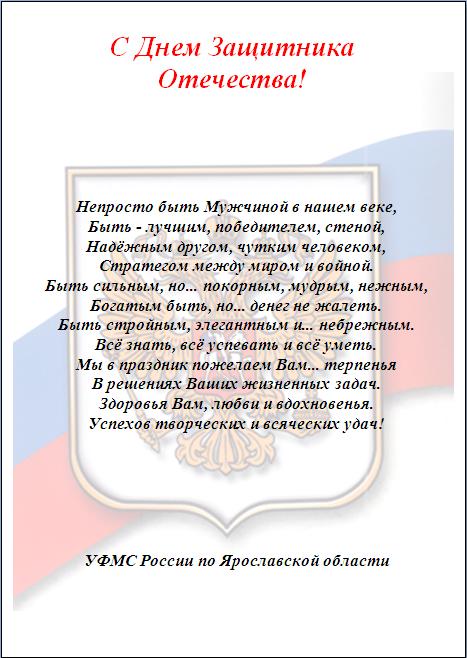 С Днем Защитника
Отечества!
Непросто быть Мужчиной в нашем веке,
Быть - лучшим, победителем, стеной,
Надёжным другом, чутким человеком,
Стратегом между миром и войной.
Быть сильным, но... покорным, мудрым, нежным,
Богатым быть, но... денег не жалеть.
Быть стройным, элегантным и... небрежным.
Всё знать, всё успевать и всё уметь.
Мы в праздник пожелаем Вам... терпенья
В решениях Ваших жизненных задач.
Здоровья Вам, любви и вдохновенья.
Успехов творческих и всяческих удач!
УФМС России по Ярославской области